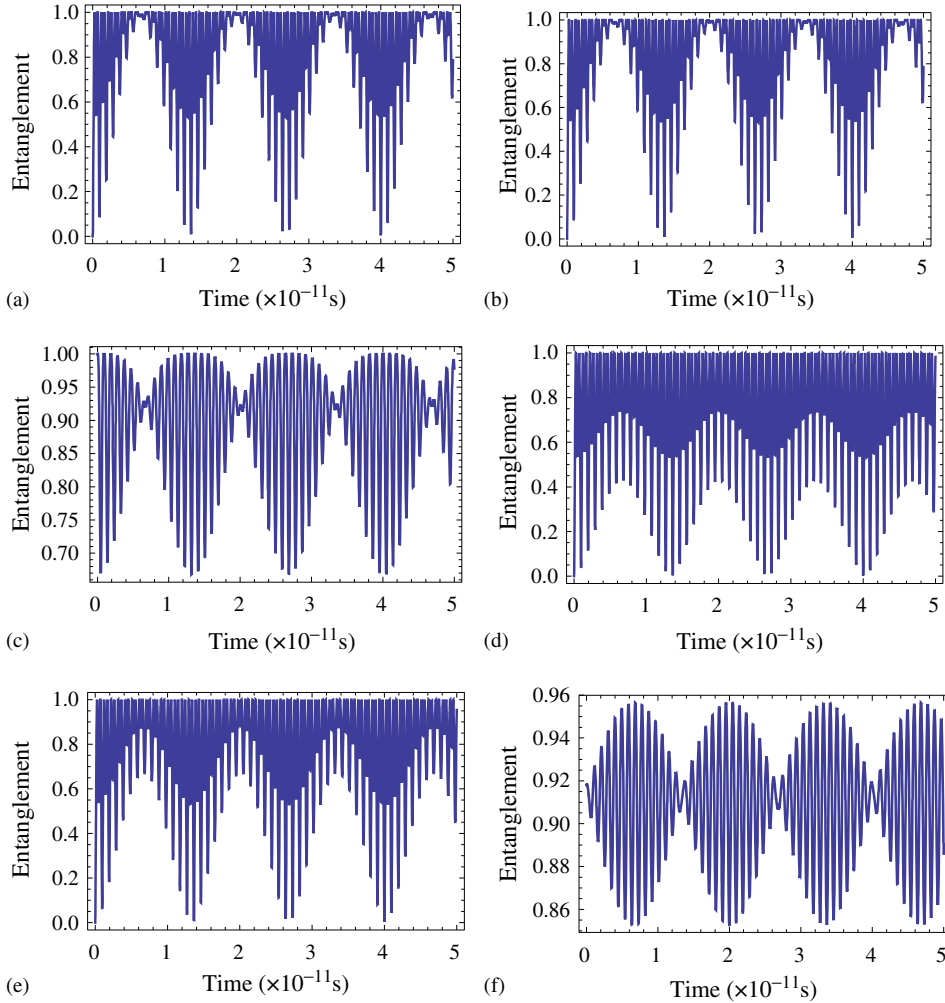 Entanglement
1.0
0.8
0.6
0.4
0.2
0.0
0 1 2 3 4 5
(a)
Time (×10⁻¹¹s)
Entanglement
1.0
0.8
0.6
0.4
0.2
0.0
0 1 2 3 4 5
(b)
Time (×10⁻¹¹s)
Entanglement
1.00
0.95
0.90
0.85
0.80
0.75
0.70
0 1 2 3 4 5
(c)
Time (×10⁻¹¹s)
Entanglement
1.0
0.8
0.6
0.4
0.2
0.0
0 1 2 3 4 5
(d)
Time (×10⁻¹¹s)
Entanglement
1.0
0.8
0.6
0.4
0.2
0.0
0 1 2 3 4 5
(e)
Time (×10⁻¹¹s)
Entanglement
0.96
0.94
0.92
0.90
0.88
0.86
0 1 2 3 4 5
(f)
Time (×10⁻¹¹s)